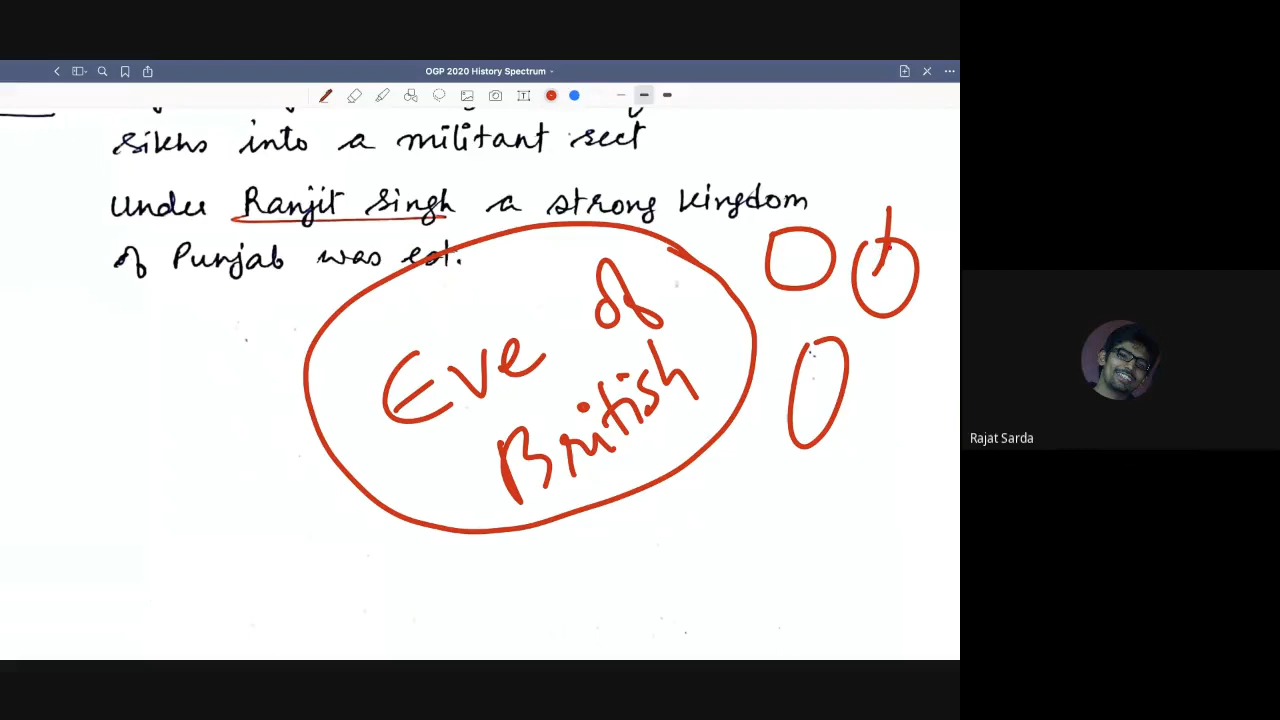 OGP 2020 History Spectrum
sikhs into a militant sect
Under Ranjit Singh a strong kingdom
of Punjab was est.
Eve of
British
Rajat Sarda